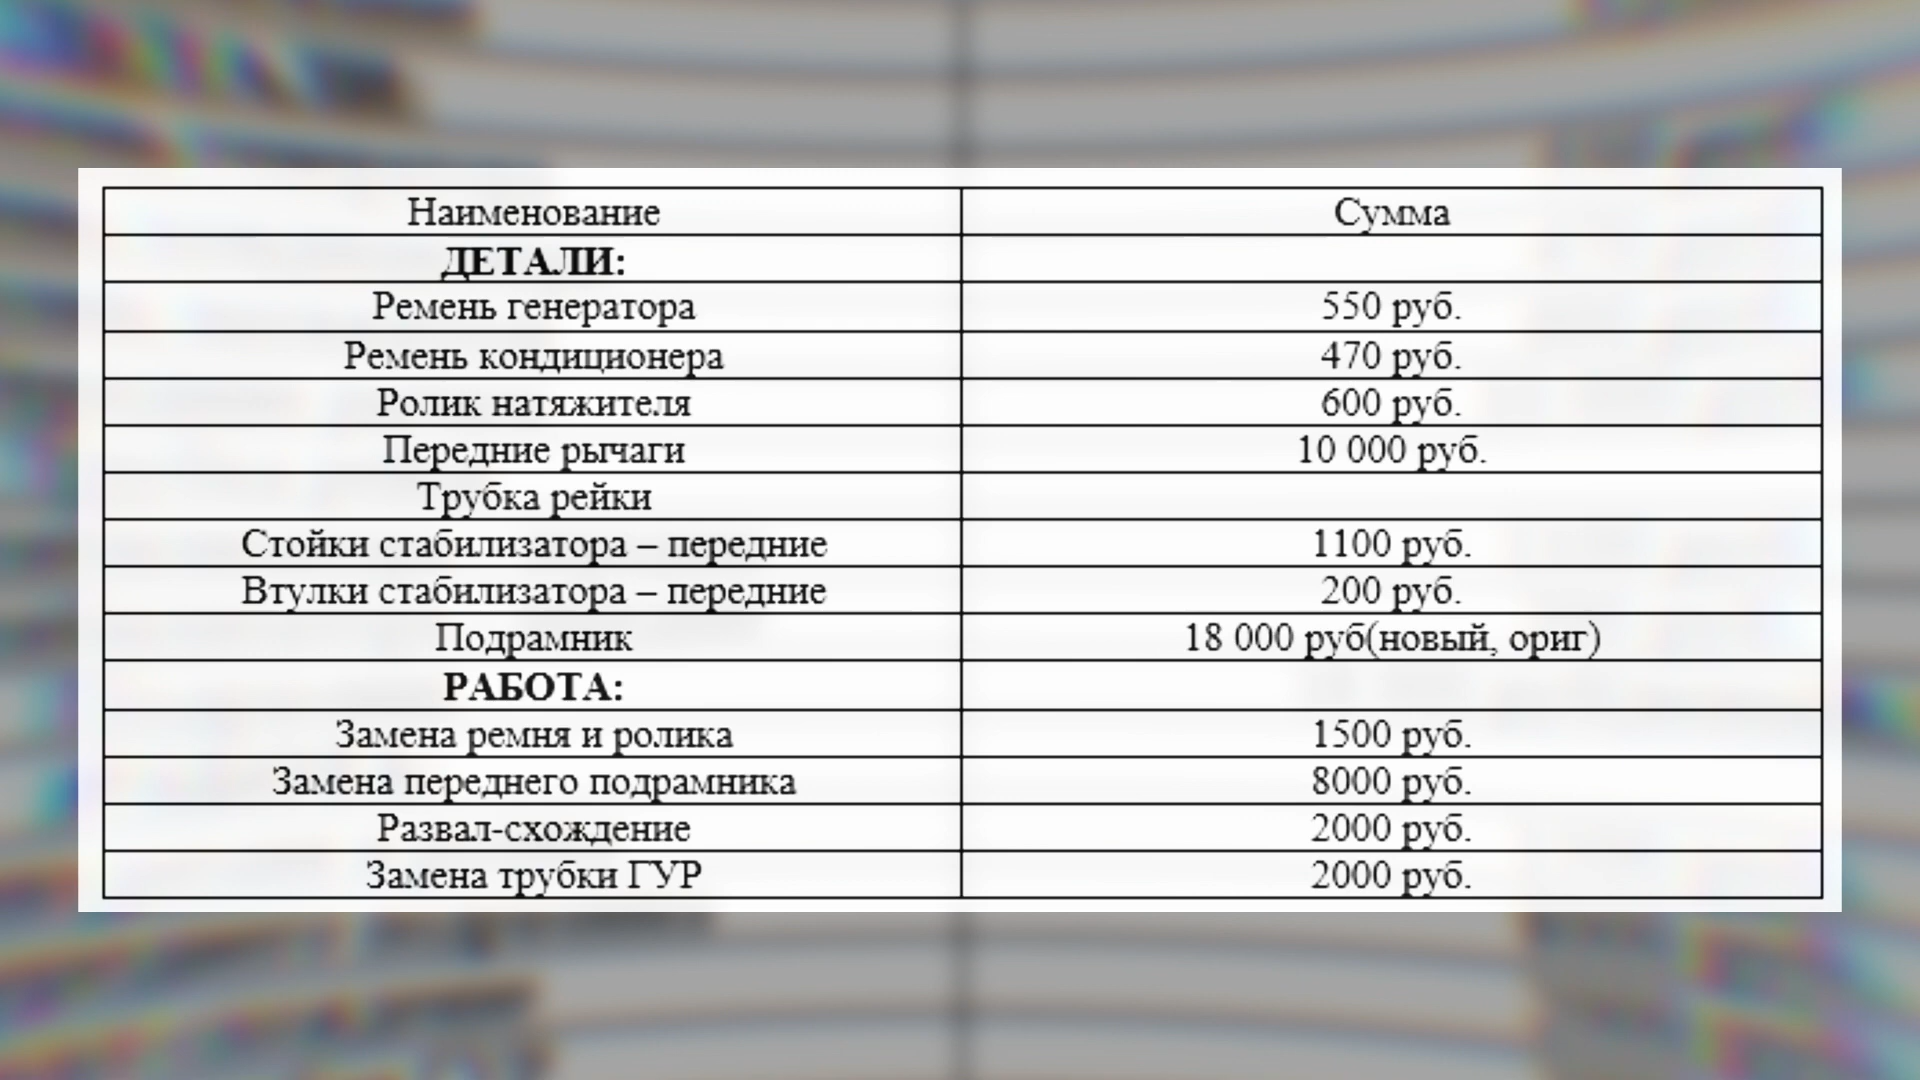 Наименование Сумма
ДЕТАЛИ:
Ремень генератора 550 руб.
Ремень кондиционера 470 руб.
Ролик натяжителя 600 руб.
Передние рычаги 10 000 руб.
Трубка рейки
Стойки стабилизатора – передние 1100 руб.
Втулки стабилизатора – передние 200 руб.
Подрамник 18 000 руб(новый, ориг)
РАБОТА:
Замена ремня и ролика 1500 руб.
Замена переднего подрамника 8000 руб.
Развал-схождение 2000 руб.
Замена трубки ГУР 2000 руб.